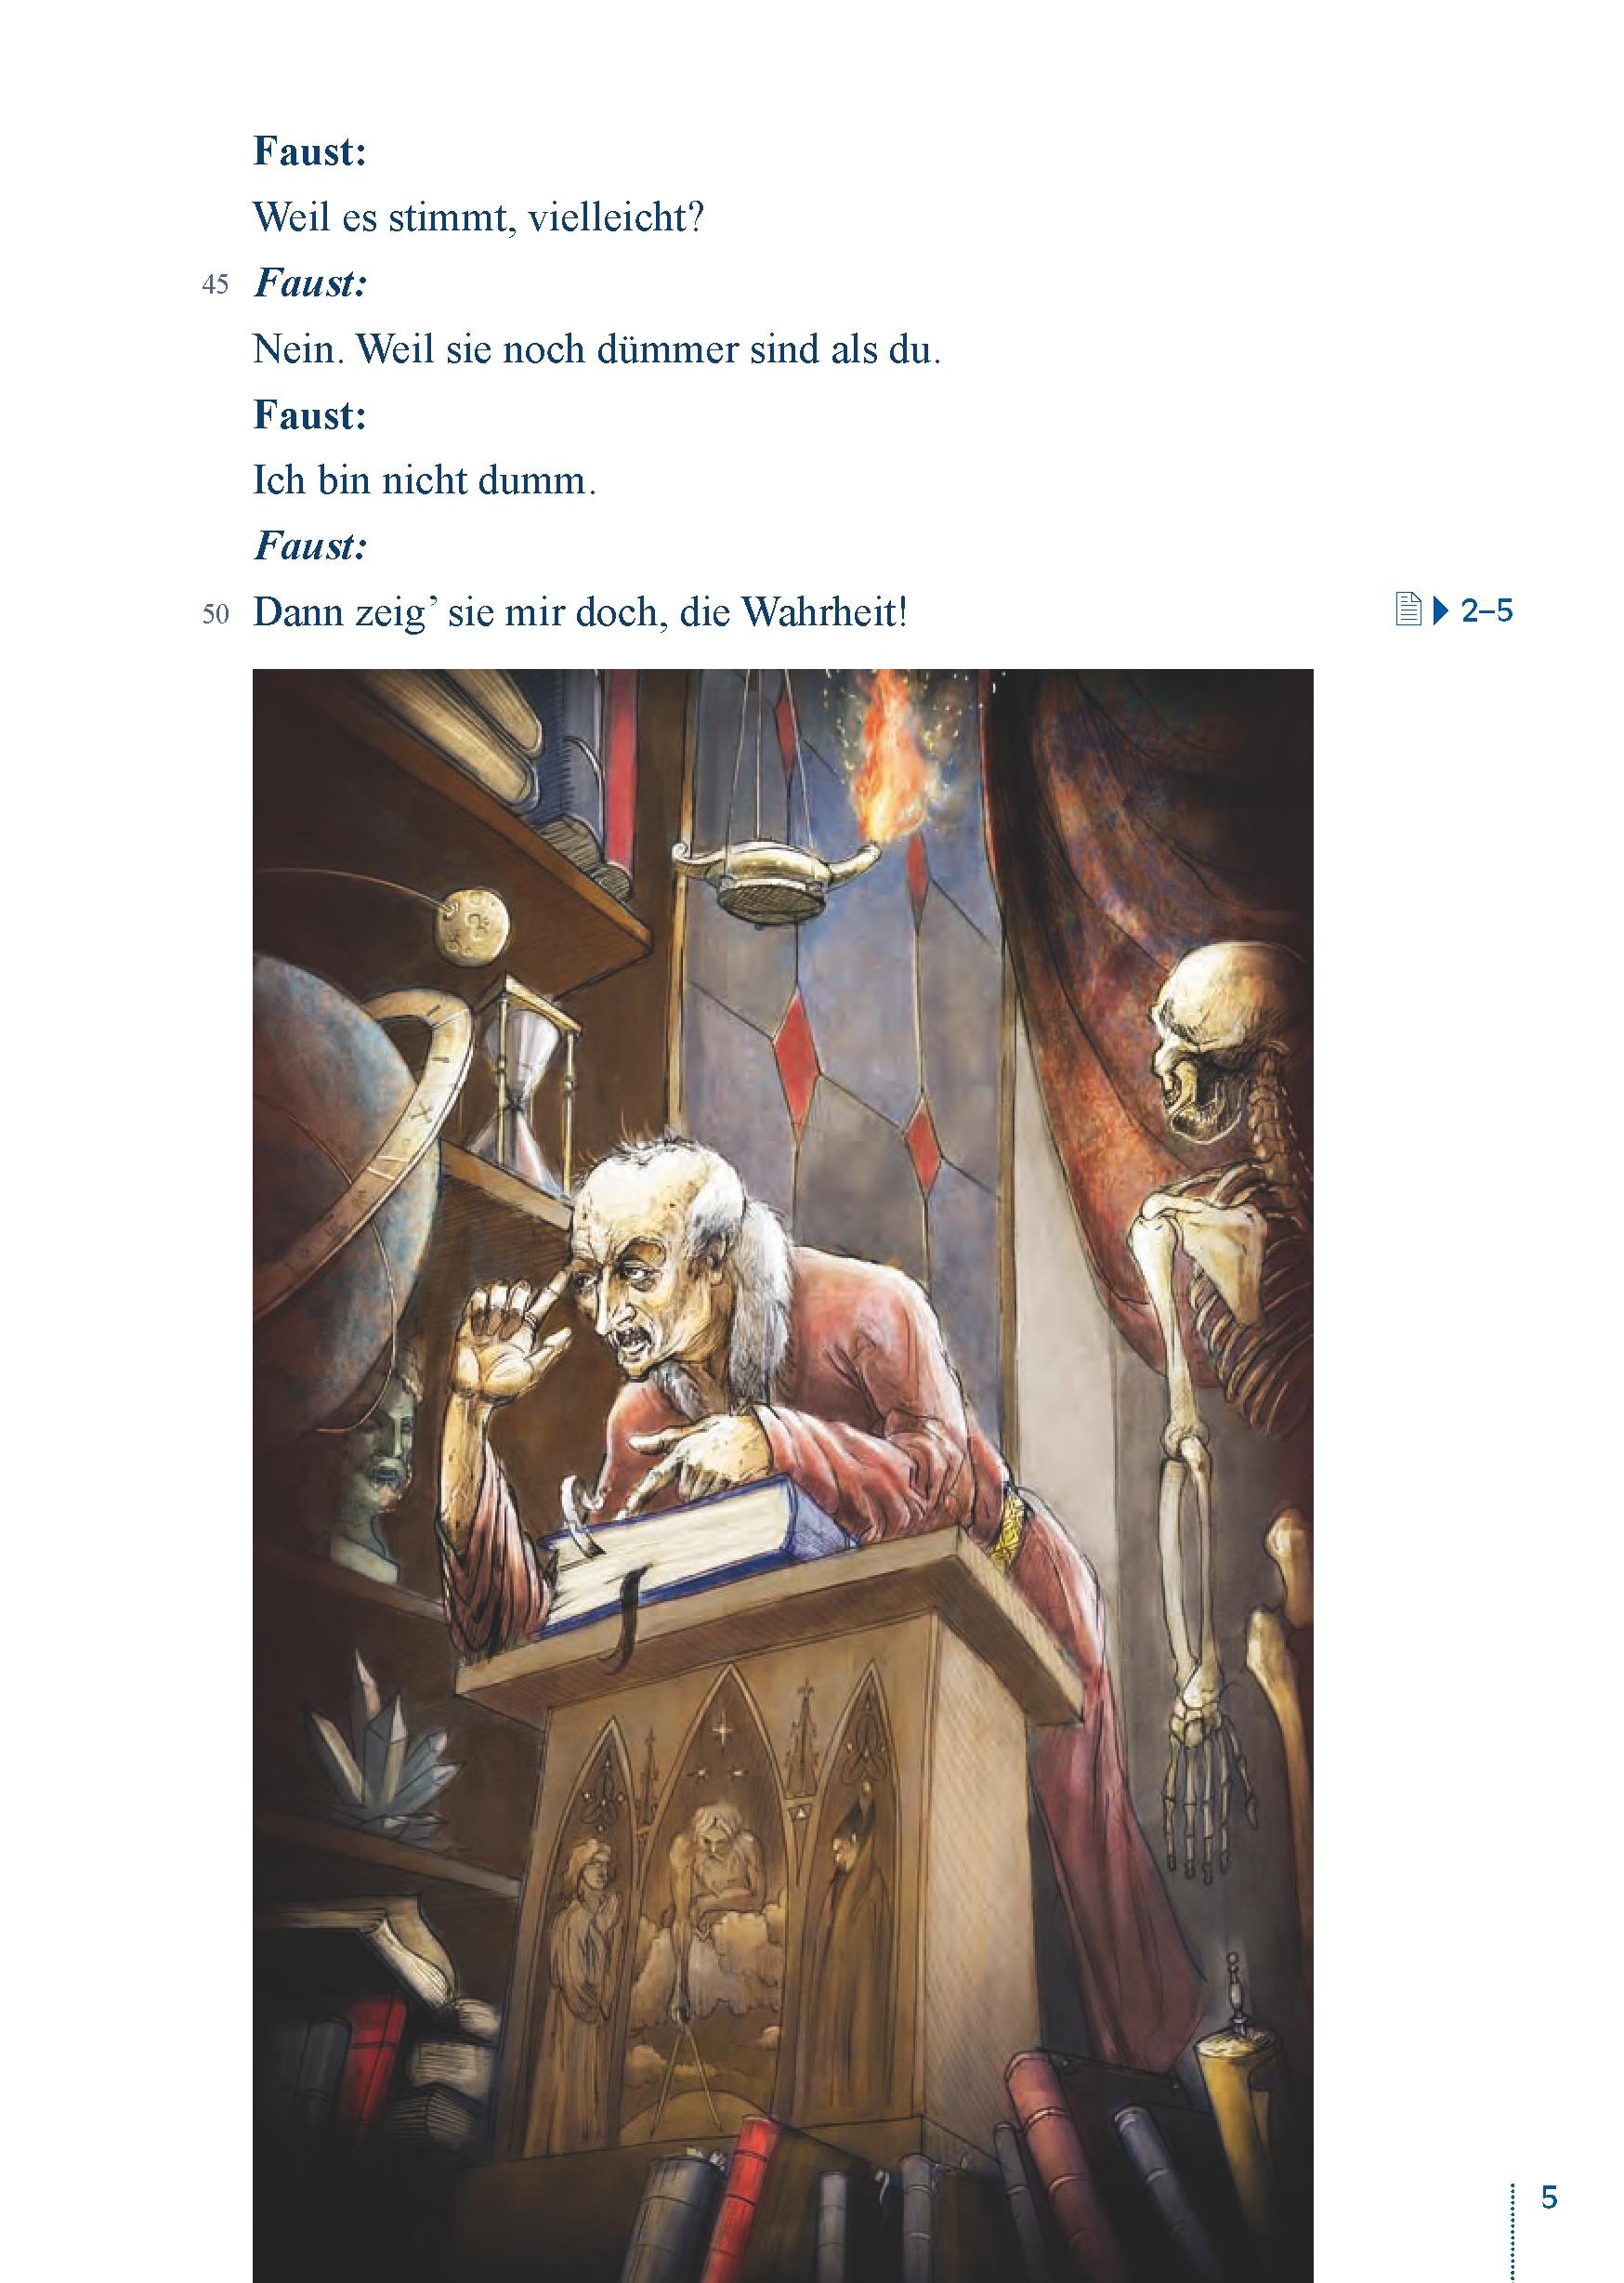 Faust:
Weil es stimmt, vielleicht?
45 Faust:
Nein. Weil sie noch dümmer sind als du.
Faust:
Ich bin nicht dumm.
Faust:
50 Dann zeig’ sie mir doch, die Wahrheit! 2–5
5